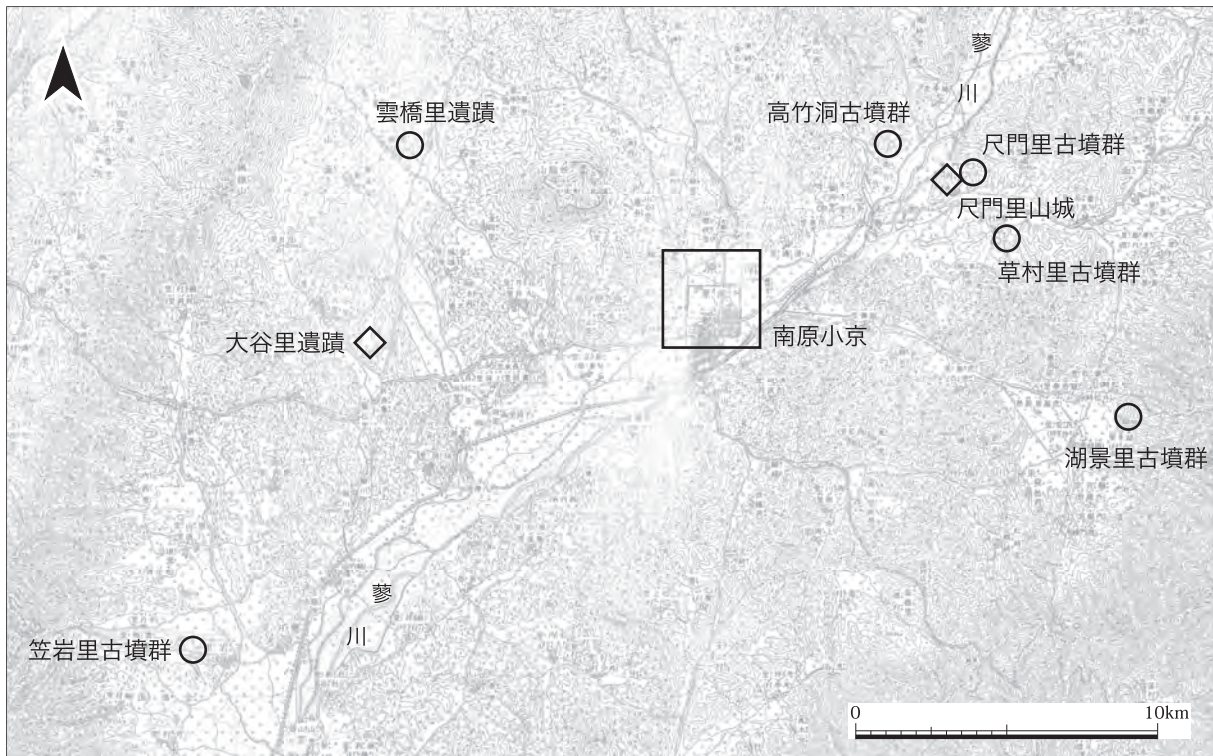 蓼
川
雲橋里遺蹟
高竹洞古墳群
尺門里古墳群
尺門里山城
草村里古墳群
大谷里遺蹟
南原小京
湖景里古墳群
蓼
川
笠岩里古墳群
0
10km